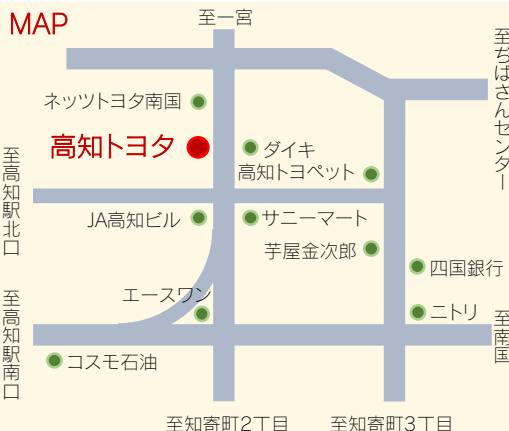 MAP
至一宮
至ぢばさんセンター
ネッツトヨタ南国
高知トヨタ
ダイキ
高知トヨペット
至高知駅北口
JA高知ビル
サニーマート
芋屋金次郎
四国銀行
エースワン
ニトリ
至高知駅南口
至南国
コスモ石油
至知寄町2丁目
至知寄町3丁目